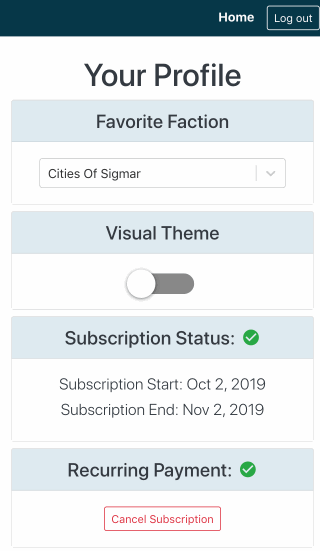 Home Log out
Your Profile
Favorite Faction
Cities Of Sigmar
Visual Theme
Subscription Status:
Subscription Start: Oct 2, 2019
Subscription End: Nov 2, 2019
Recurring Payment:
Cancel Subscription